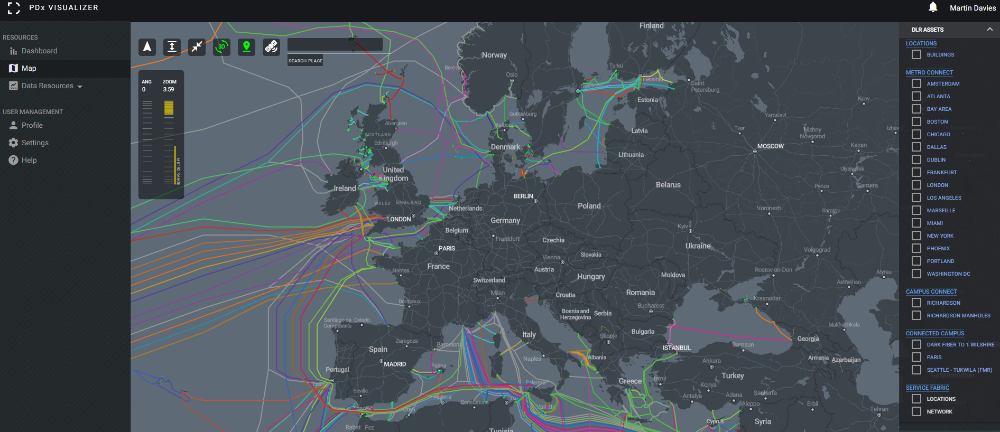 PDx VISUALIZER
Martin Davies
RESOURCES
Dashboard
Map
Data Resources
USER MANAGEMENT
Profile
Settings
Help
3D
SEARCH PLACE
ANG
0
ZOOM
3.59
METRO RANGE
Finland
Norway
Bergen
Oslo
Turku
Helsinki
Stockholm
Saint
Petersburg
Estonia
Kirov
Gothenburg
Yaroslavl
Aberdeen
Aalborg
Latvia
Tver
Nizhny
Novgorod
SCOTLAND
Edinburgh
Denmark
MOSCOW
Kazan
Lithuania
United
Kingdom
Ulyanovsk
Ireland
Belarus
Penza
Samara
BERLIN
WALES
ENGLAND
Netherlands
Poland
Voronezh
Saratov
LONDON
Germany
Belgium
Kyiv
Frankfurt
Czechia
Ukraine
PARIS
Volgograd
Vienna
Slovakia
France
Nantes
Austria
Rostov-on-Don
Atyrau
Switzerland
Hungary
Moldova
Astrakhan
Milan
Croatia
Romania
Krasnodar
Bordeaux
Bucharest
Bosnia and
Herzegovina
Serbia
Santiago de
Compostela
Oviedo
Makhachkala
Italy
Bulgaria
Skopje
Georgia
Zaragoza
Barcelona
Spain
ISTANBUL
Samsun
Naples
Albania
Armenia
Azerbaijan
MADRID
Palma
Ankara
Portugal
Turkey
Greece
Izmir
Palermo
Konya
Seville
Antalya
Adana
Şanlıurfa
Algiers
Constantine
Aleppo
Erbil
Tangier
Oran
Valletta
Tehran
Cyprus
Syria
Rabat
Fez
Tunisia
Turkmenistan
DLR ASSETS
LOCATIONS
BUILDINGS
METRO CONNECT
AMSTERDAM
ATLANTA
BAY AREA
BOSTON
CHICAGO
DALLAS
DUBLIN
FRANKFURT
LONDON
LOS ANGELES
MARSEILLE
MIAMI
NEW YORK
PHOENIX
PORTLAND
WASHINGTON DC
CAMPUS CONNECT
RICHARDSON
RICHARDSON MANHOLES
CONNECTED CAMPUS
DARK FIBER TO 1 WILSHIRE
PARIS
SEATTLE - TUKWILA (FMR)
SERVICE FABRIC
LOCATIONS
NETWORK